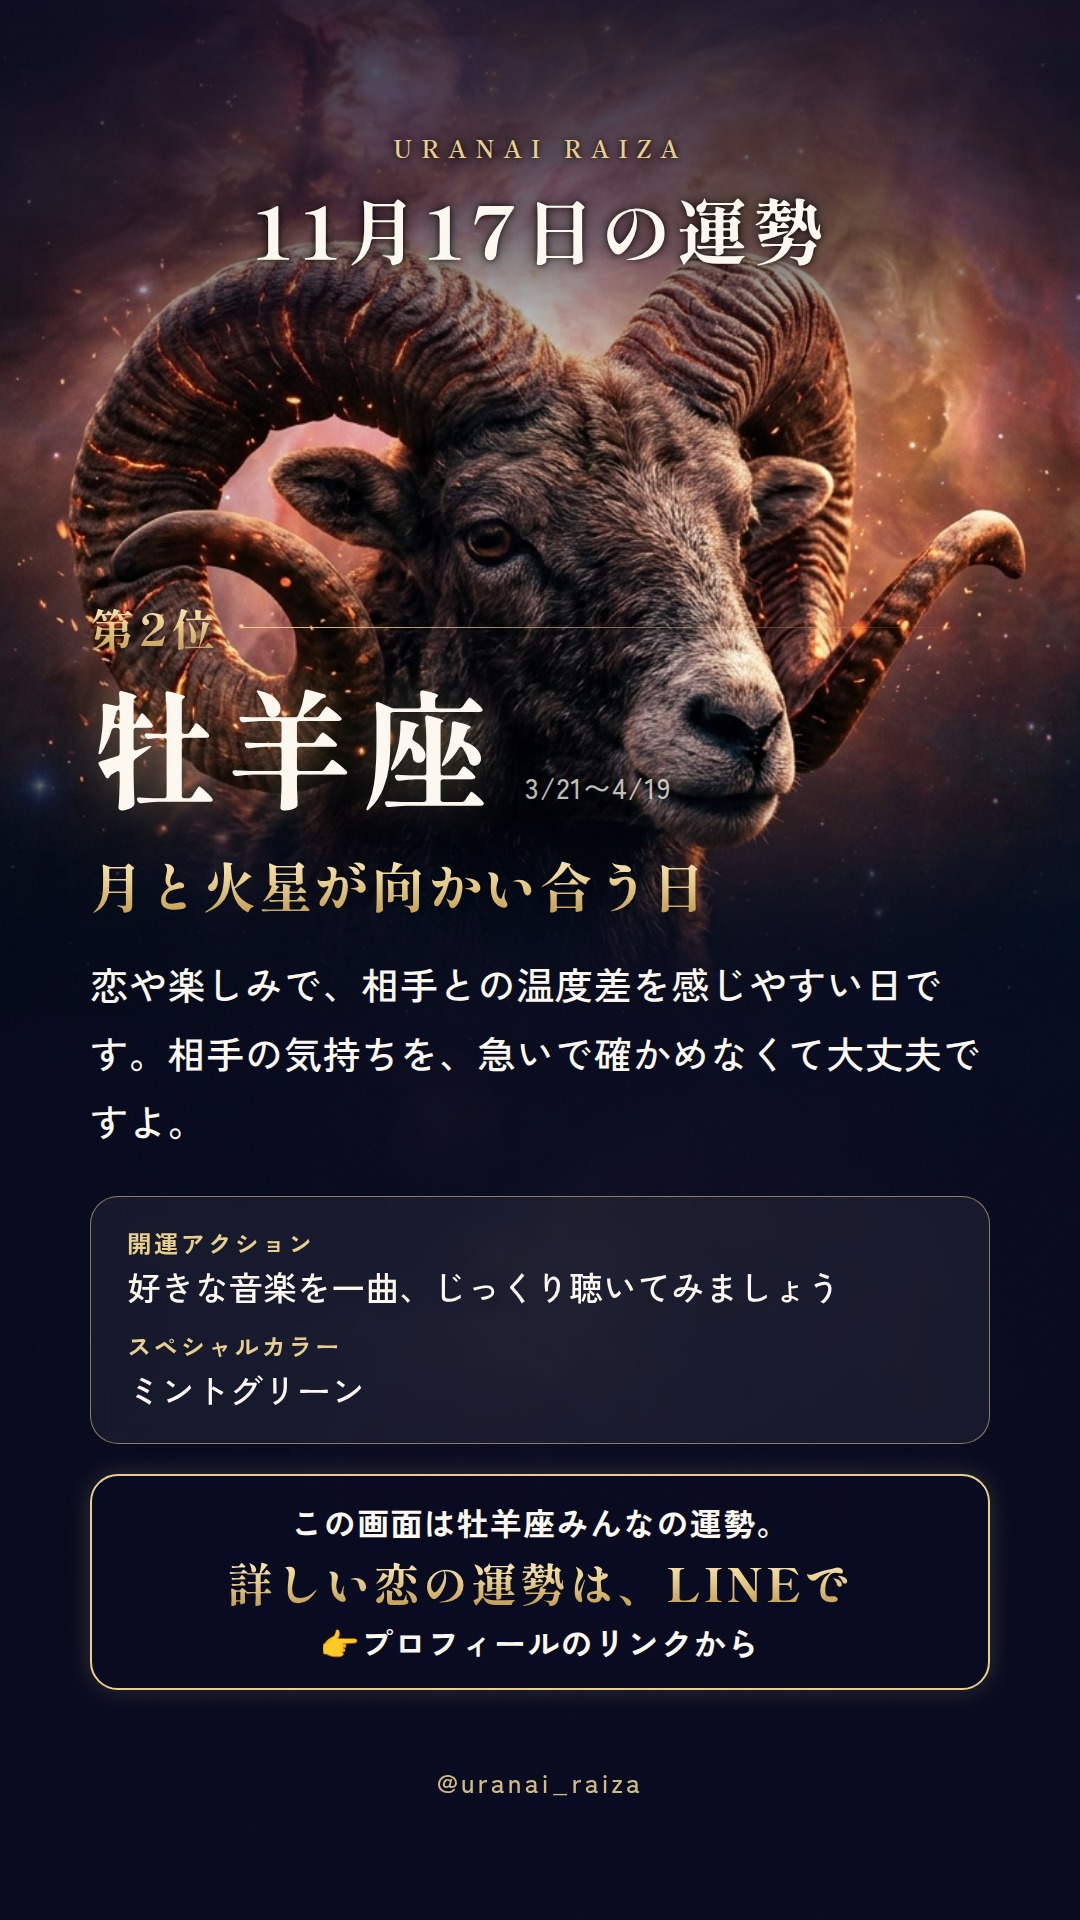 URANAI RAIZA
11月17日の運勢
第2位
牡羊座 3/21〜4/19
月と火星が向かい合う日
恋や楽しみで、相手との温度差を感じやすい日で
す。相手の気持ちを、急いで確かめなくて大丈夫で
すよ。
開運アクション
好きな音楽を一曲、じっくり聴いてみましょう
スペシャルカラー
ミントグリーン
この画面は牡羊座みんなの運勢。
詳しい恋の運勢は、LINEで
👉プロフィールのリンクから
@uranai_raiza